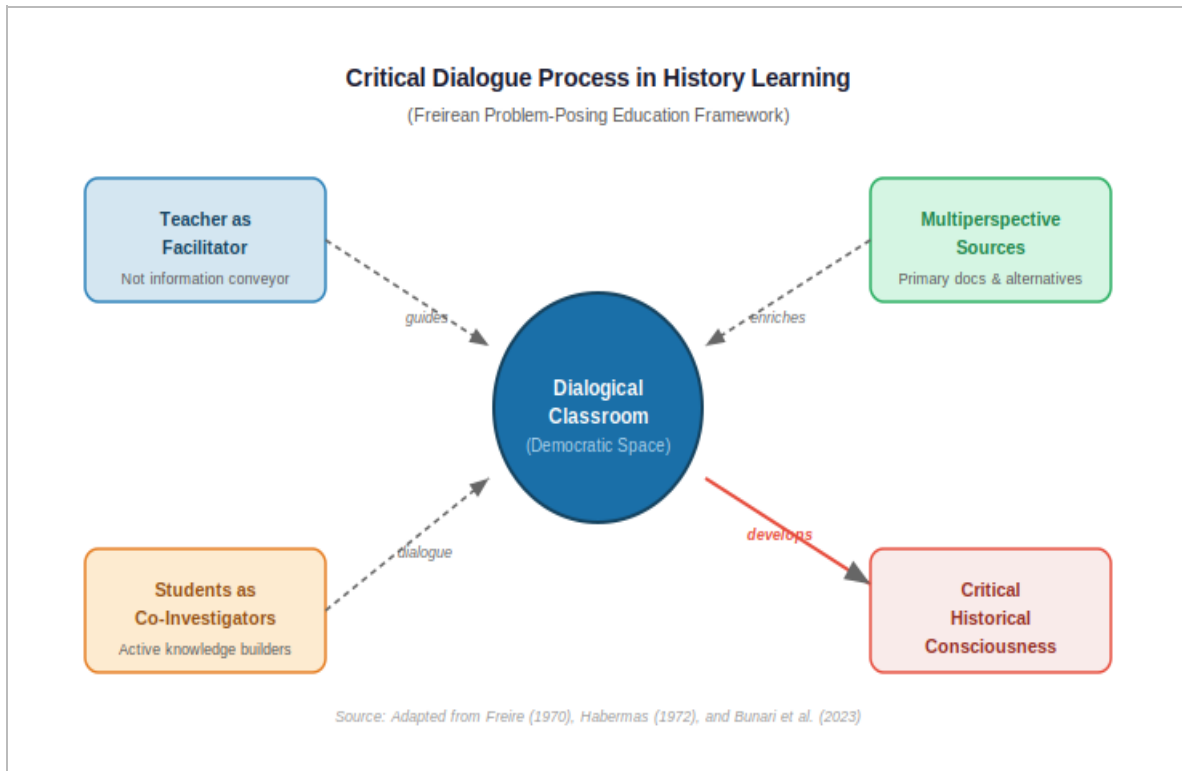 Critical Dialogue Process in History Learning
(Freirean Problem-Posing Education Framework)
Teacher as
Facilitator
Not information conveyor
Multiperspective
Sources
Primary docs & alternatives
guides
enriches
Dialogical
Classroom
(Democratic Space)
dialogue
develops
Students as
Co-Investigators
Active knowledge builders
Critical
Historical
Consciousness
Source: Adapted from Freire (1970), Habermas (1972), and Bunari et al. (2023)